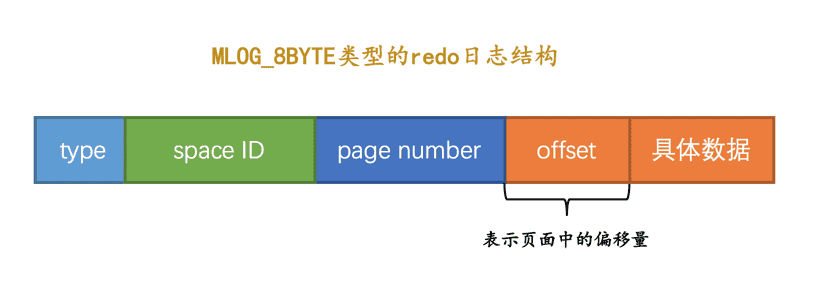 MLOG_8BYTE类型的redo日志结构
type space ID page number offset 具体数据
表示页面中的偏移量